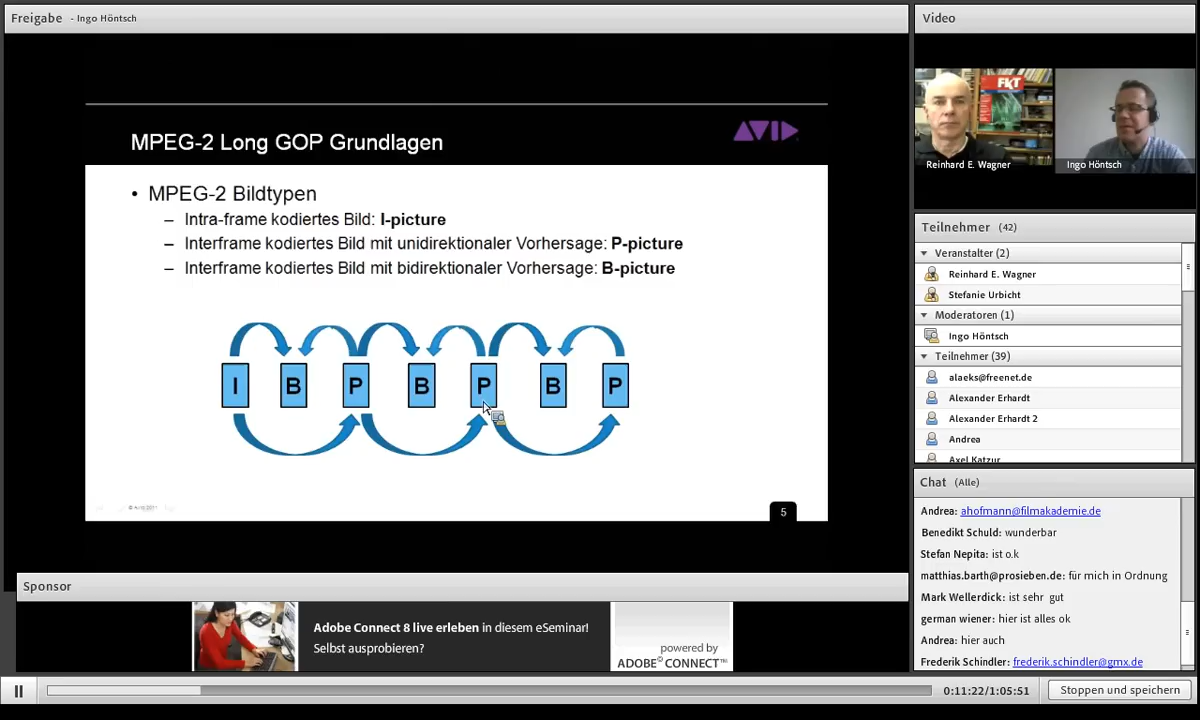 Freigabe - Ingo Höntsch
MPEG-2 Long GOP Grundlagen
AVID
• MPEG-2 Bildtypen
– Intra-frame kodiertes Bild: I-picture
– Interframe kodiertes Bild mit unidirektionaler Vorhersage: P-picture
– Interframe kodiertes Bild mit bidirektionaler Vorhersage: B-picture
I B P B P B P
5
Sponsor
Adobe Connect 8 live erleben in diesem eSeminar!
Selbst ausprobieren?
powered by
ADOBE® CONNECT™
Video
FKT
Reinhard E. Wagner
Ingo Höntsch
Teilnehmer (42)
Veranstalter (2)
Reinhard E. Wagner
Stefanie Urbicht
Moderatoren (1)
Ingo Höntsch
Teilnehmer (39)
alaeks@freenet.de
Alexander Erhardt
Alexander Erhardt 2
Andrea
Axel Katzur
Chat (Alle)
Andrea: ahofmann@filmakademie.de
Benedikt Schuld: wunderbar
Stefan Nepita: ist o.k
matthias.barth@prosieben.de: für mich in Ordnung
Mark Wellerdick: ist sehr gut
german wiener: hier ist alles ok
Andrea: hier auch
Frederik Schindler: frederik.schindler@gmx.de
0:11:22/1:05:51
Stoppen und speichern